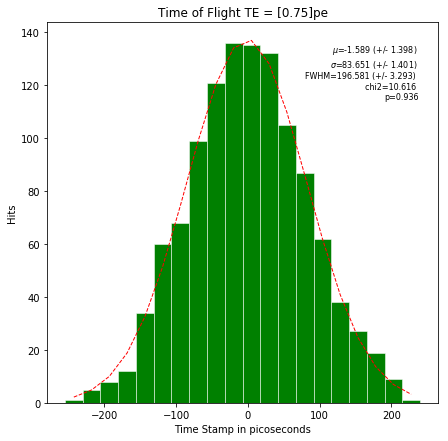 Time of Flight TE = [0.75]pe
μ=-1.589 (+/- 1.398)
σ=83.651 (+/- 1.401)
FWHM=196.581 (+/- 3.293)
chi2=10.616
p=0.936
140
120
100
80
60
40
20
0
Hits
−200 −100 0 100 200
Time Stamp in picoseconds